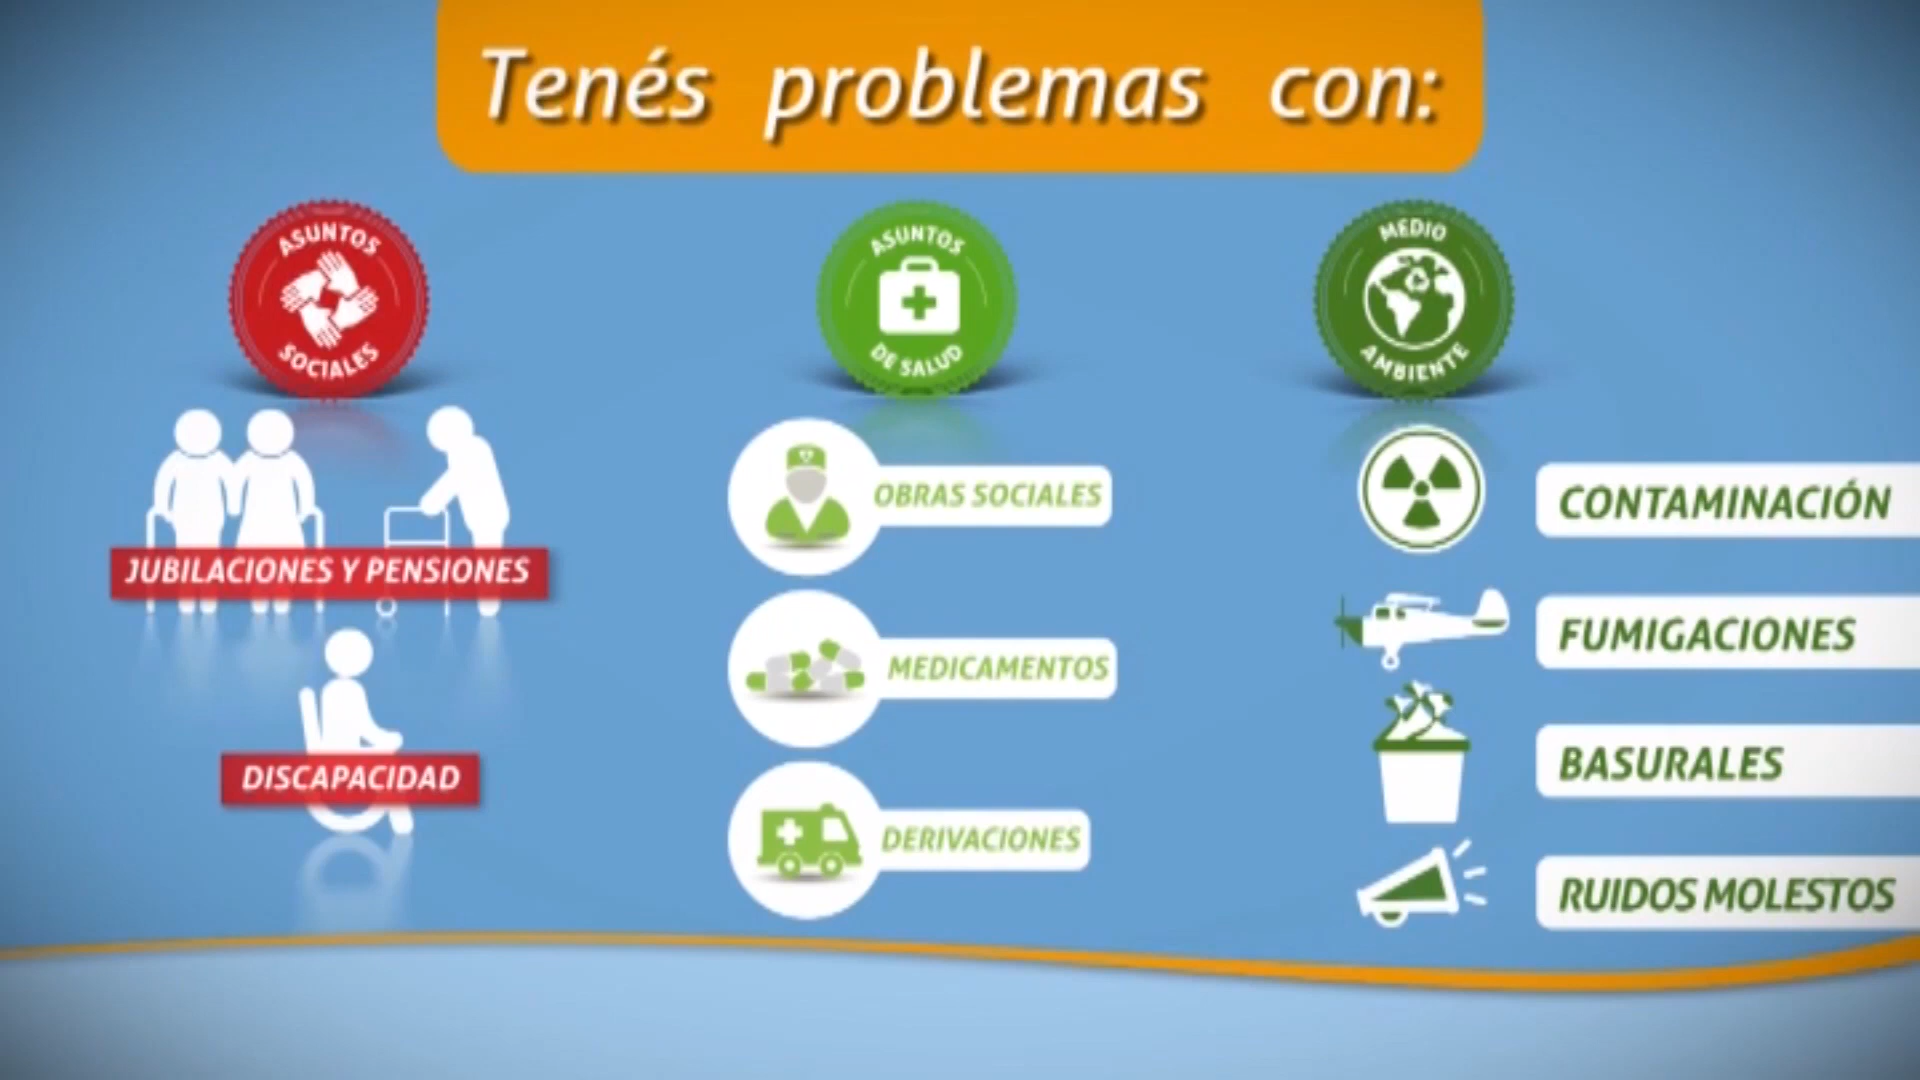 Tenés problemas con:
ASUNTOS
SOCIALES
JUBILACIONES Y PENSIONES
DISCAPACIDAD
ASUNTOS
DE SALUD
OBRAS SOCIALES
MEDICAMENTOS
DERIVACIONES
MEDIO
AMBIENTE
CONTAMINACIÓN
FUMIGACIONES
BASURALES
RUIDOS MOLESTOS